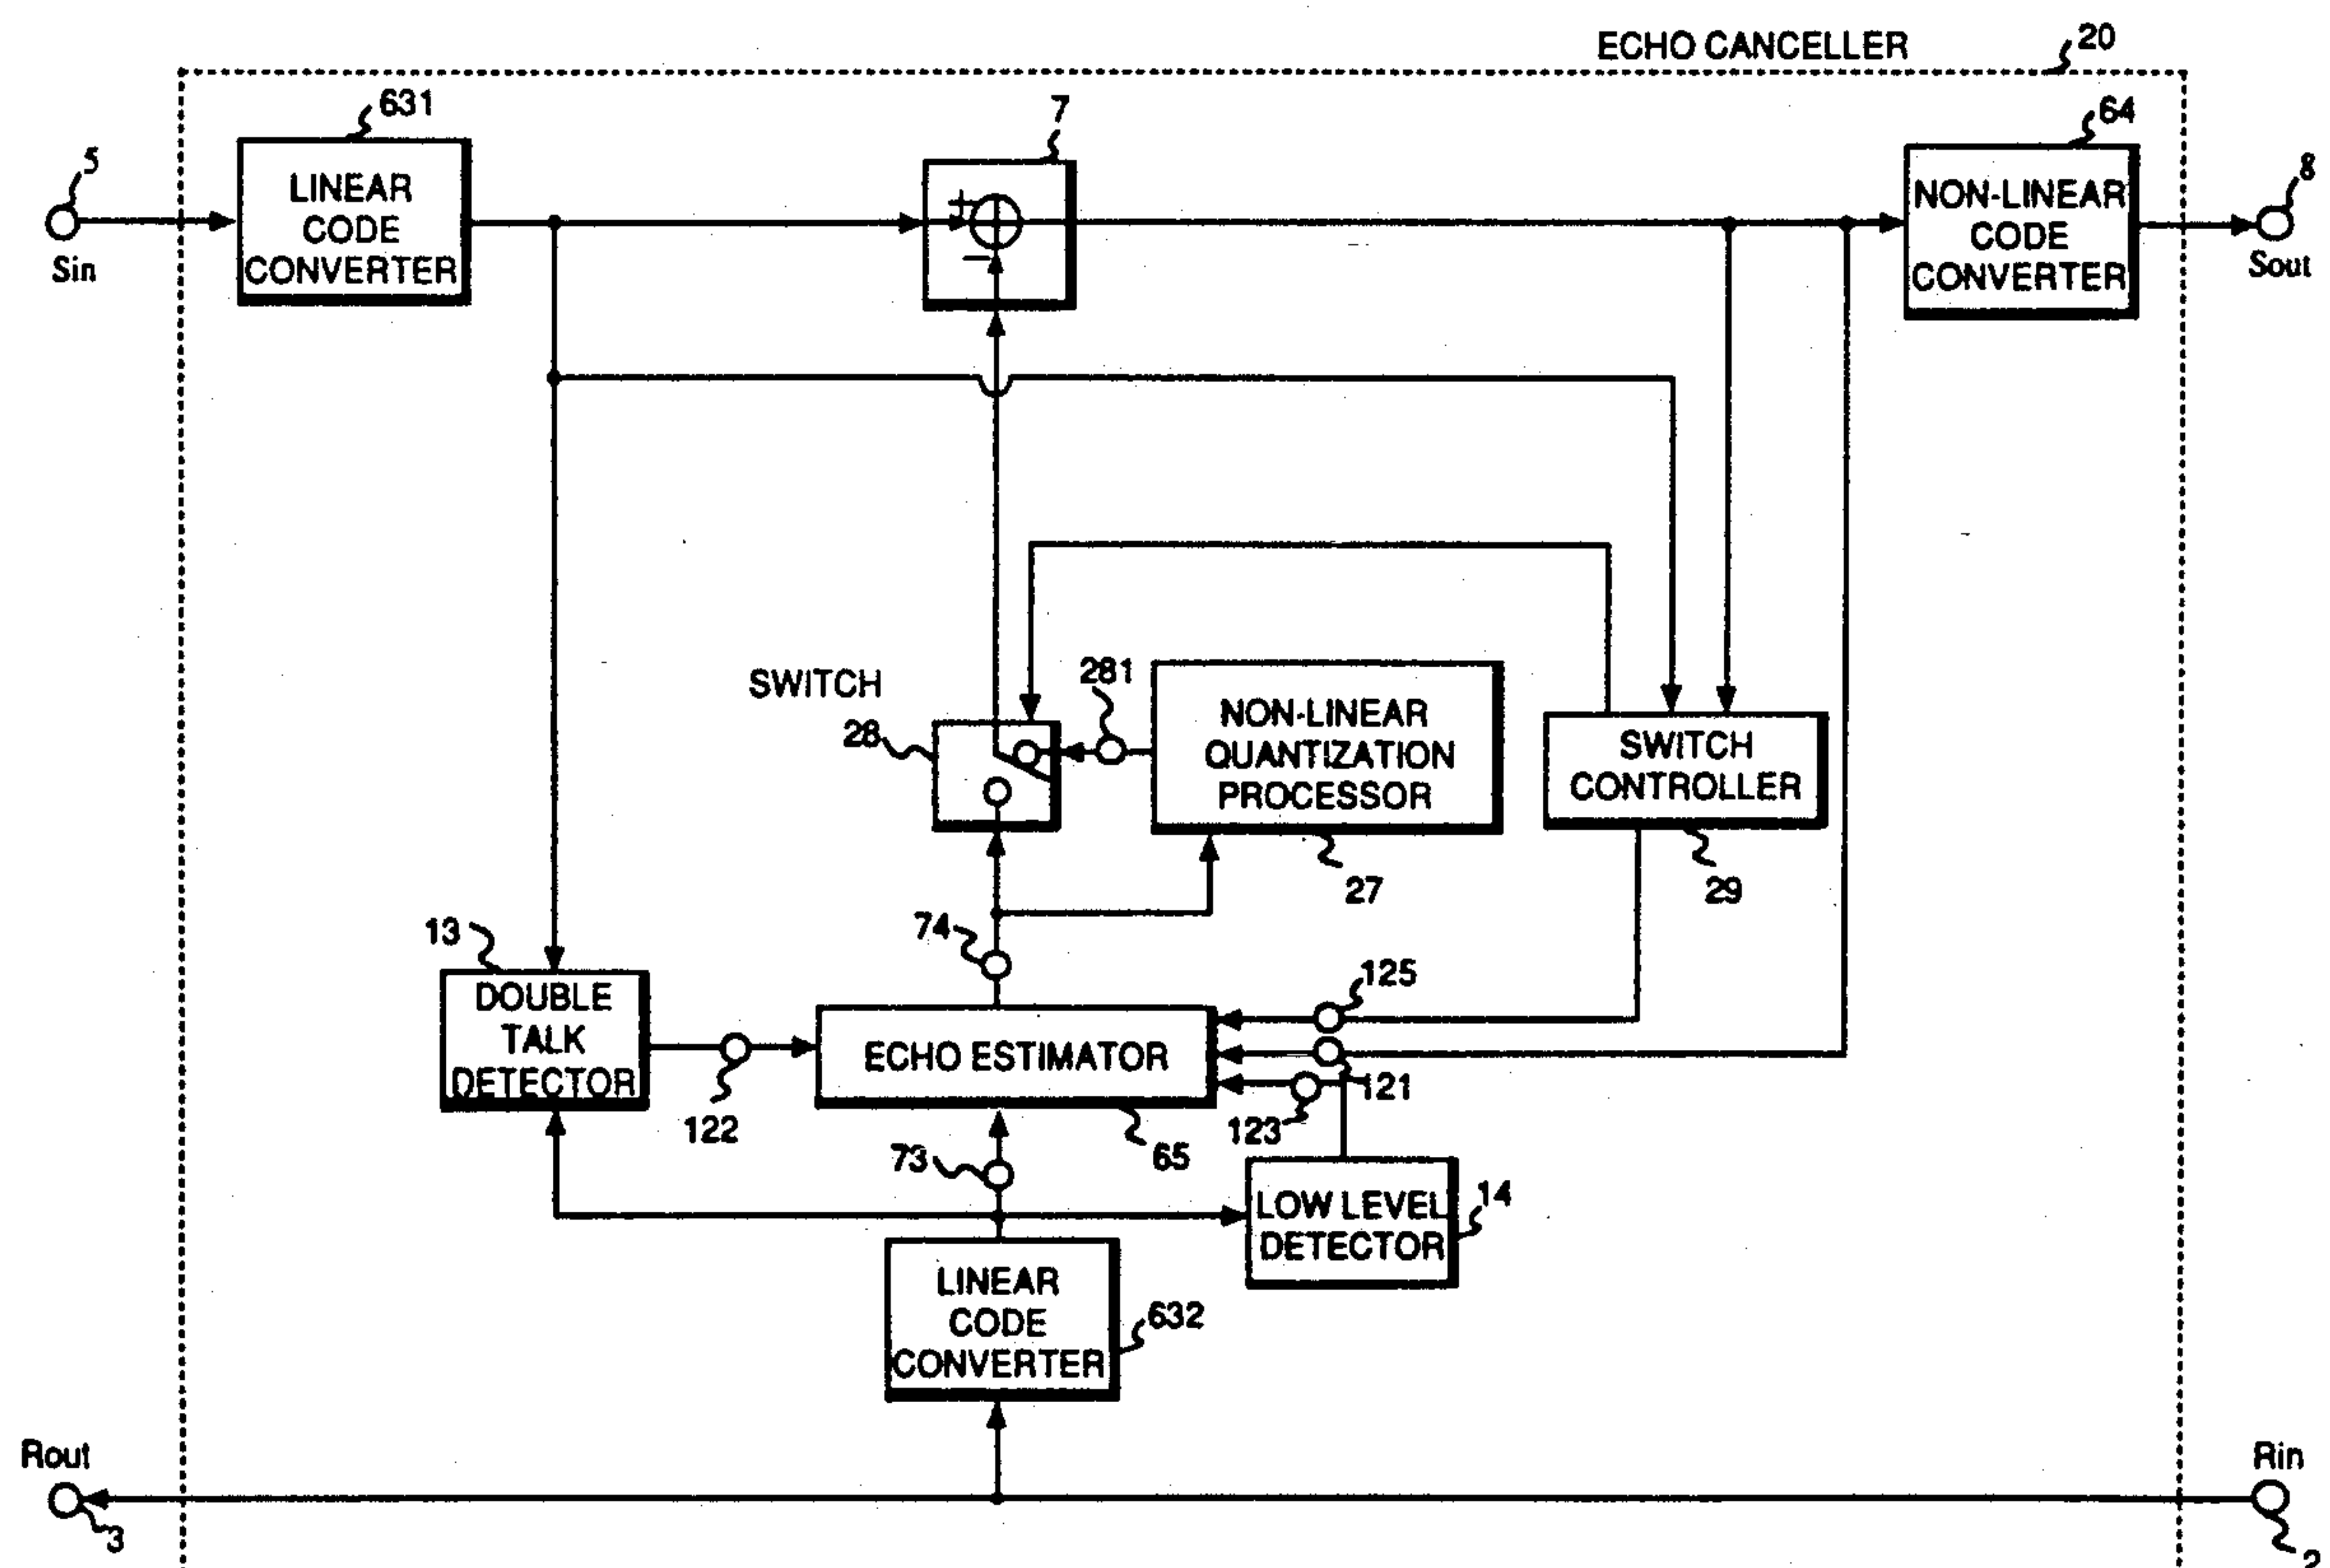 ECHO CANCELLER
20
631
7
64
5
8
LINEAR
CODE
CONVERTER
+
−
NON-LINEAR
CODE
CONVERTER
Sin
Sout
SWITCH
28
281
NON-LINEAR
QUANTIZATION
PROCESSOR
27
SWITCH
CONTROLLER
29
13
74
125
DOUBLE
TALK
DETECTOR
122
ECHO ESTIMATOR
65
121
123
73
LOW LEVEL
DETECTOR
14
LINEAR
CODE
CONVERTER
632
Rout
3
Rin
2